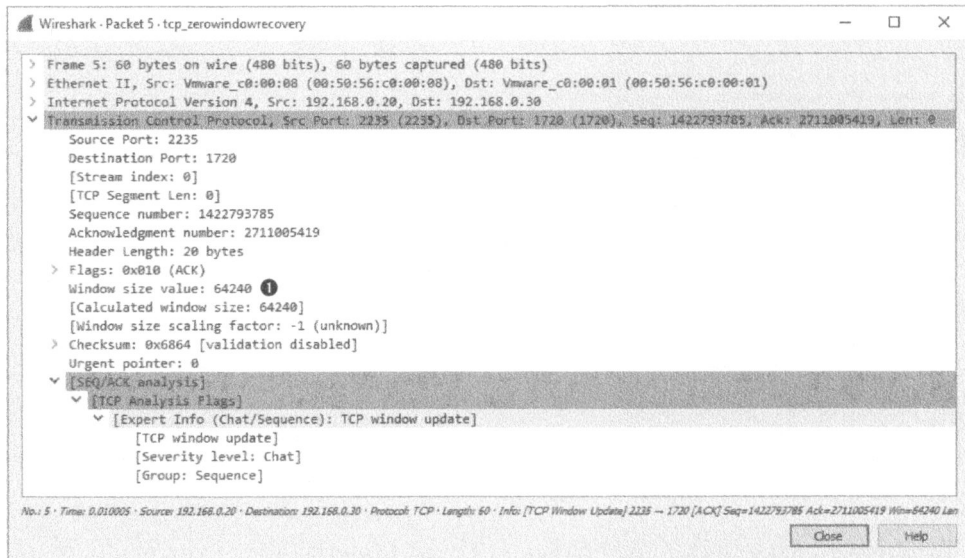 Wireshark · Packet 5 · tcp_zerowindowrecovery
> Frame 5: 60 bytes on wire (480 bits), 60 bytes captured (480 bits)
> Ethernet II, Src: Vmware_c0:00:08 (00:50:56:c0:00:08), Dst: Vmware_c0:00:01 (00:50:56:c0:00:01)
> Internet Protocol Version 4, Src: 192.168.0.20, Dst: 192.168.0.30
Transmission Control Protocol, Src Port: 2235 (2235), Dst Port: 1720 (1720), Seq: 1422793785, Ack: 2711005419, Len: 0
Source Port: 2235
Destination Port: 1720
[Stream index: 0]
[TCP Segment Len: 0]
Sequence number: 1422793785
Acknowledgment number: 2711005419
Header Length: 20 bytes
> Flags: 0x010 (ACK)
Window size value: 64240 ❶
[Calculated window size: 64240]
[Window size scaling factor: -1 (unknown)]
> Checksum: 0x6864 [validation disabled]
Urgent pointer: 0
[SEQ/ACK analysis]
[TCP Analysis Flags]
[Expert Info (Chat/Sequence): TCP window update]
[TCP window update]
[Severity level: Chat]
[Group: Sequence]
No.: 5 · Time: 0.010005 · Source: 192.168.0.20 · Destination: 192.168.0.30 · Protocol: TCP · Length: 60 · Info: [TCP Window Update] 2235 → 1720 [ACK] Seq=1422793785 Ack=2711005419 Win=64240 Len
Close
Help